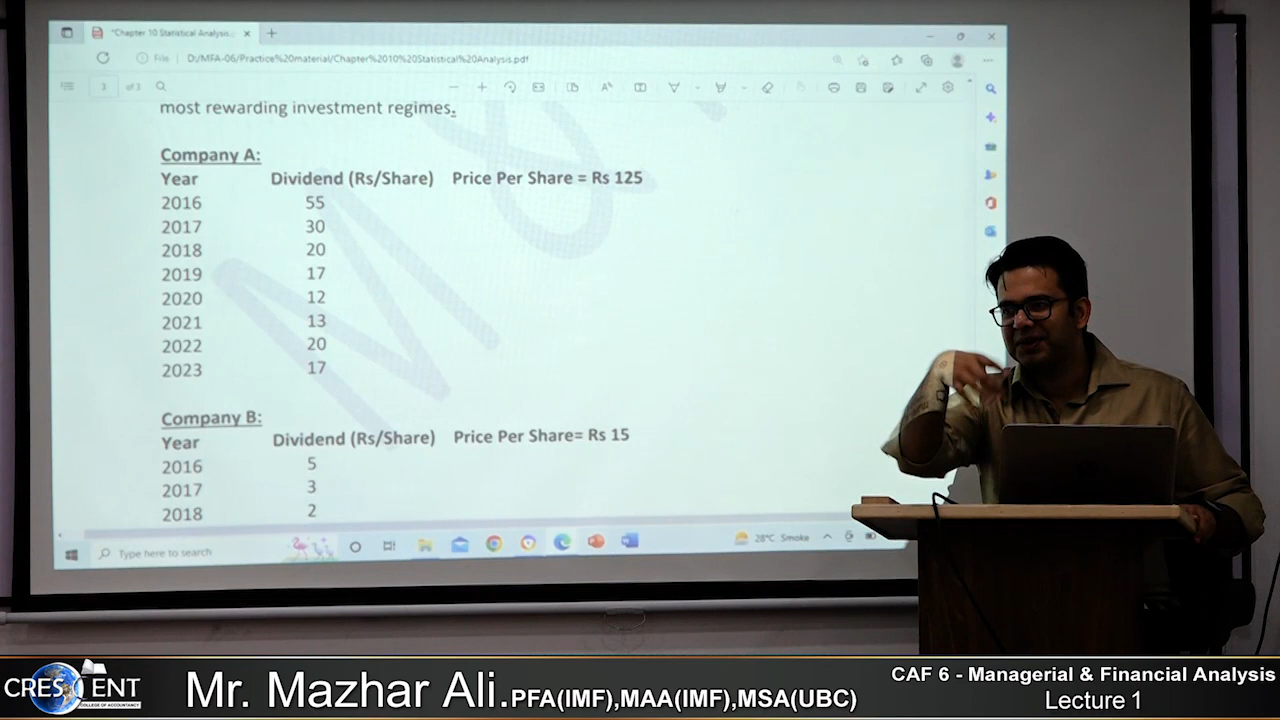 "Chapter 10 Statistical Analysis.
File D:/MFA-06/Practice%20material/Chapter%2010%20Statistical%20Analysis.pdf
3 of 3
most rewarding investment regimes.
Company A:
Year Dividend (Rs/Share) Price Per Share = Rs 125
2016 55
2017 30
2018 20
2019 17
2020 12
2021 13
2022 20
2023 17
Company B:
Year Dividend (Rs/Share) Price Per Share= Rs 15
2016 5
2017 3
2018 2
Type here to search 28°C Smoke
CRESCENT
COLLEGE OF ACCOUNTANCY
Mr. Mazhar Ali.PFA(IMF),MAA(IMF),MSA(UBC)
CAF 6 - Managerial & Financial Analysis
Lecture 1